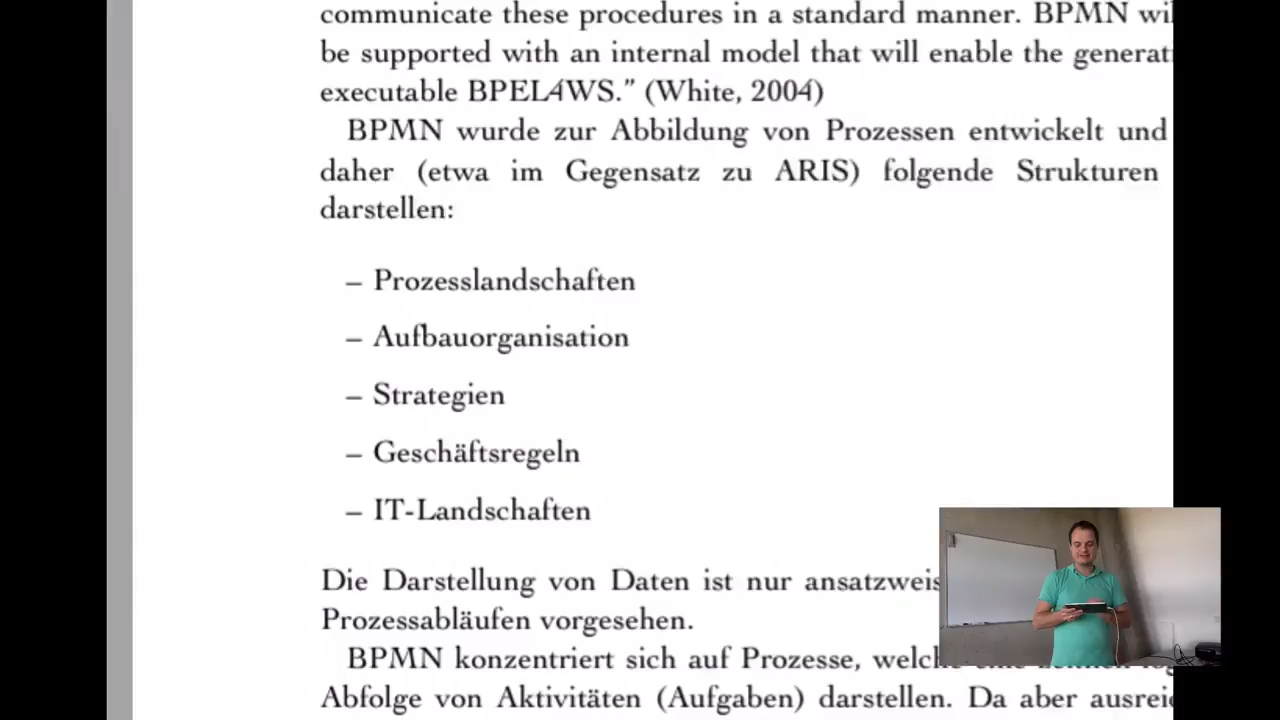 communicate these procedures in a standard manner. BPMN wil
be supported with an internal model that will enable the generati
executable BPEL4WS.” (White, 2004)
BPMN wurde zur Abbildung von Prozessen entwickelt und
daher (etwa im Gegensatz zu ARIS) folgende Strukturen
darstellen:
– Prozesslandschaften
– Aufbauorganisation
– Strategien
– Geschäftsregeln
– IT-Landschaften
Die Darstellung von Daten ist nur ansatzweis
Prozessabläufen vorgesehen.
BPMN konzentriert sich auf Prozesse, welch
Abfolge von Aktivitäten (Aufgaben) darstellen. Da aber ausrei